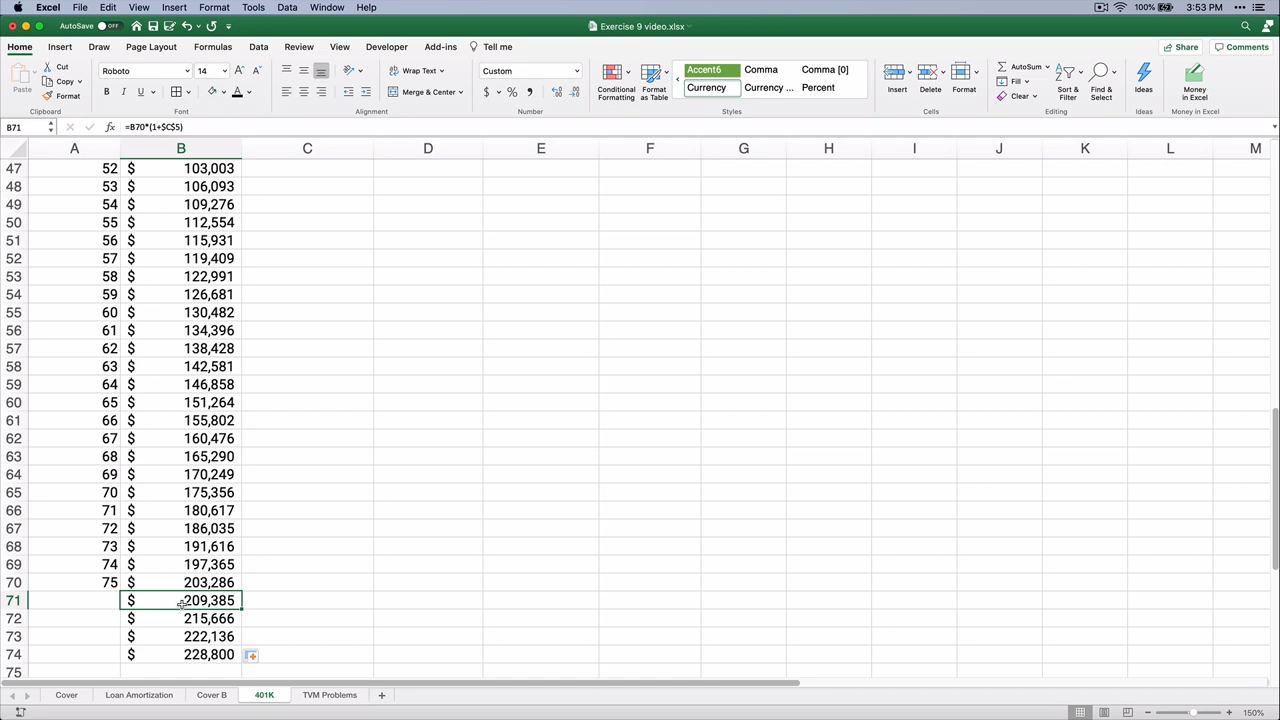 Excel File Edit View Insert Format Tools Data Window Help 100% 3:53 PM
AutoSave OFF Exercise 9 video.xlsx
Home Insert Draw Page Layout Formulas Data Review View Developer Add-ins Tell me Share Comments
Paste Cut Copy Format Roboto 14 Wrap Text Merge & Center Custom Conditional Formatting Format as Table Accent6 Comma Comma [0] Currency Currency ... Percent Insert Delete Format AutoSum Fill Clear Sort & Filter Find & Select Ideas Money in Excel
Clipboard Font Alignment Number Styles Cells Editing Ideas Money in Excel
B71 fx =B70*(1+$C$5)
A B C D E F G H I J K L M
47 52 $ 103,003
48 53 $ 106,093
49 54 $ 109,276
50 55 $ 112,554
51 56 $ 115,931
52 57 $ 119,409
53 58 $ 122,991
54 59 $ 126,681
55 60 $ 130,482
56 61 $ 134,396
57 62 $ 138,428
58 63 $ 142,581
59 64 $ 146,858
60 65 $ 151,264
61 66 $ 155,802
62 67 $ 160,476
63 68 $ 165,290
64 69 $ 170,249
65 70 $ 175,356
66 71 $ 180,617
67 72 $ 186,035
68 73 $ 191,616
69 74 $ 197,365
70 75 $ 203,286
71 $ 209,385
72 $ 215,666
73 $ 222,136
74 $ 228,800
75
Cover Loan Amortization Cover B 401K TVM Problems
150%